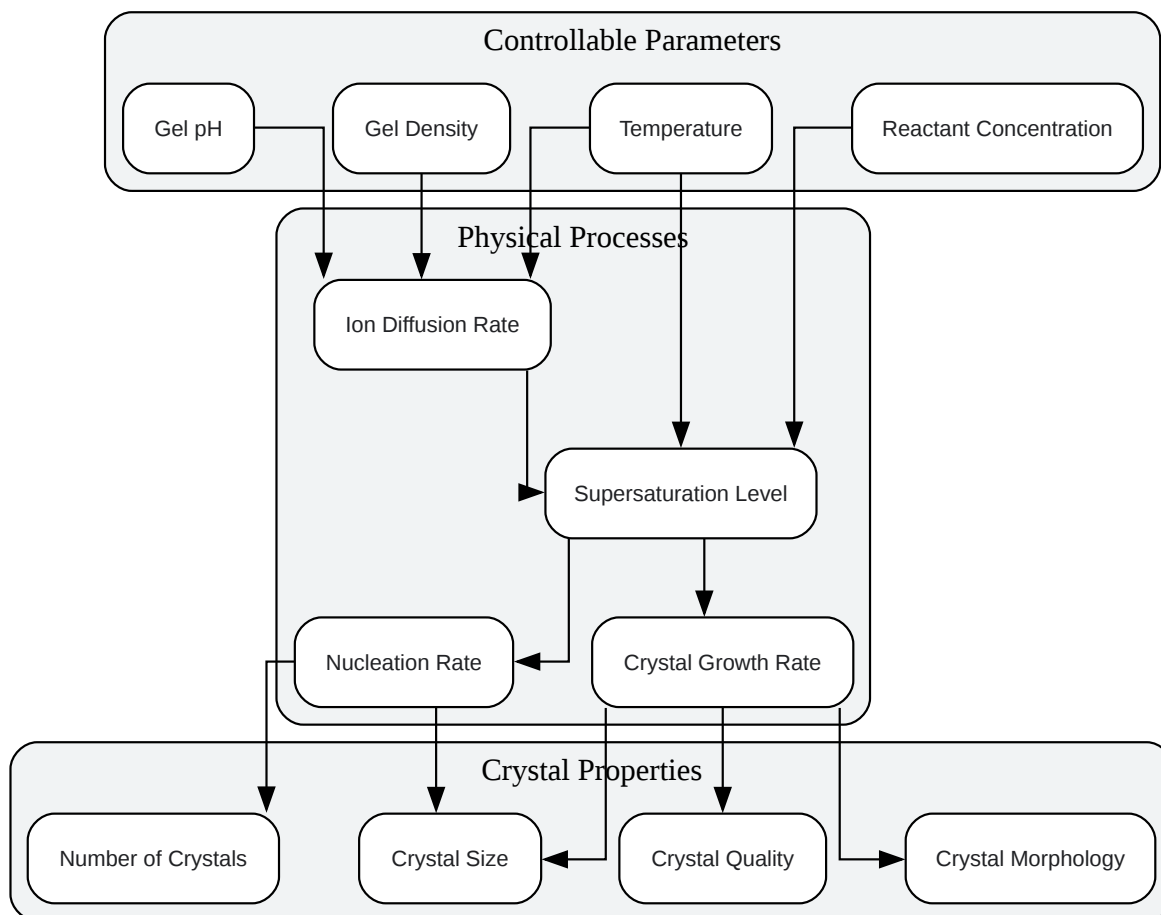 Controllable Parameters
Gel pH
Gel Density
Temperature
Reactant Concentration
Physical Processes
Ion Diffusion Rate
Supersaturation Level
Nucleation Rate
Crystal Growth Rate
Crystal Properties
Number of Crystals
Crystal Size
Crystal Quality
Crystal Morphology